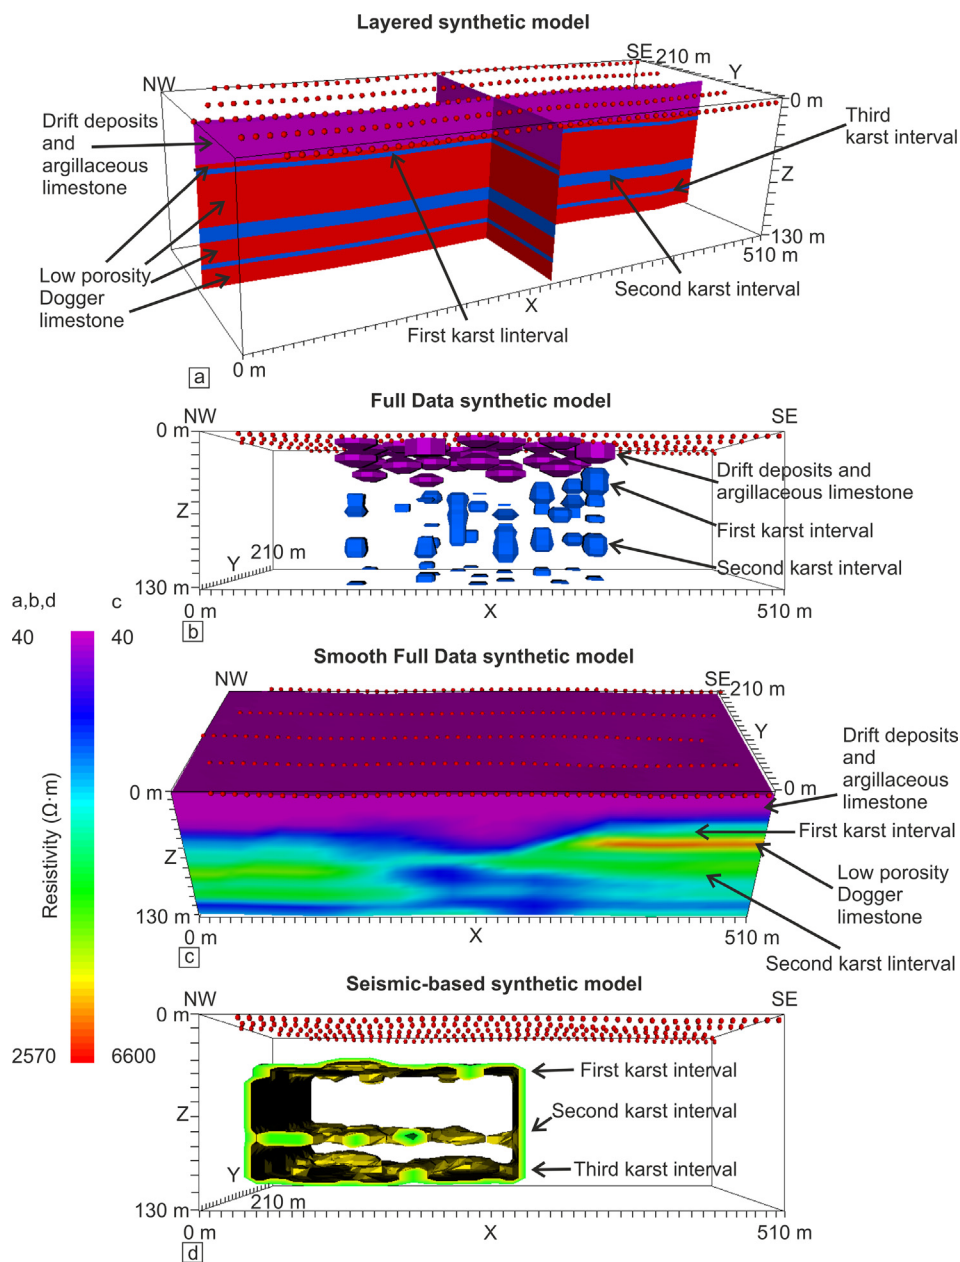 Layered synthetic model
NW
SE
210 m
Y
0 m
Drift deposits
and
argillaceous
limestone
Third
karst interval
Z
Low porosity
Dogger
limestone
130 m
510 m
Second karst interval
X
First karst linterval
0 m
a
Full Data synthetic model
NW
SE
0 m
Drift deposits and
argillaceous limestone
Z
First karst interval
Y
210 m
Second karst interval
130 m
0 m
X
510 m
b
a,b,d
c
40
40
Resistivity (Ω·m)
2570
6600
Smooth Full Data synthetic model
NW
SE
210 m
Y
0 m
0 m
Drift deposits
and
argillaceous
limestone
First karst interval
Z
Low porosity
Dogger
limestone
130 m
0 m
X
510 m
Second karst linterval
c
Seismic-based synthetic model
NW
SE
0 m
First karst interval
Z
Second karst interval
Third karst interval
Y
210 m
130 m
0 m
X
510 m
d